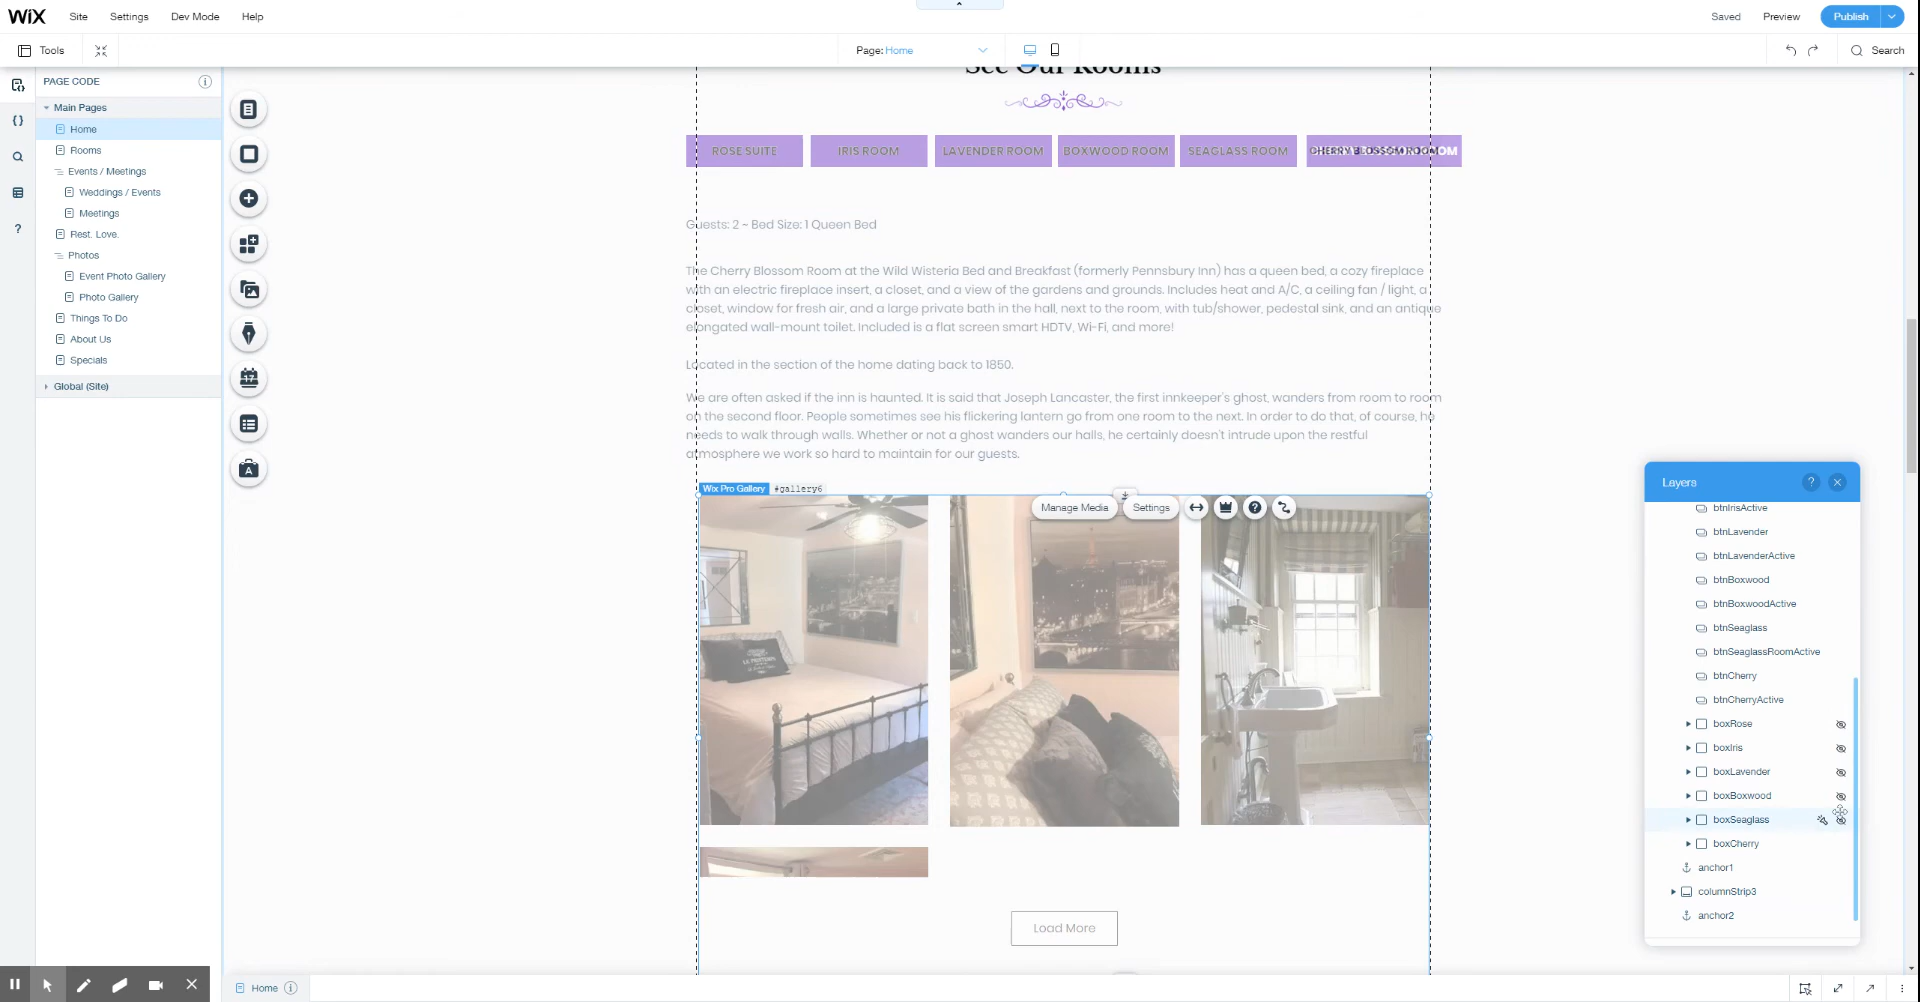 WiX Site Settings Dev Mode Help Saved Preview Publish
Tools Page: Home Search
PAGE CODE
Main Pages
Home
Rooms
Events / Meetings
Weddings / Events
Meetings
Rest. Love.
Photos
Event Photo Gallery
Photo Gallery
Things To Do
About Us
Specials
Global (Site)
See Our Rooms
ROSE SUITE IRIS ROOM LAVENDER ROOM BOXWOOD ROOM SEAGLASS ROOM CHERRY BLOSSOM ROOM
Guests: 2 ~ Bed Size: 1 Queen Bed
The Cherry Blossom Room at the Wild Wisteria Bed and Breakfast (formerly Pennsbury Inn) has a queen bed, a cozy fireplace
with an electric fireplace insert, a closet, and a view of the gardens and grounds. Includes heat and A/C, a ceiling fan / light, a
closet, window for fresh air, and a large private bath in the hall, next to the room, with tub/shower, pedestal sink, and an antique
elongated wall-mount toilet. Included is a flat screen smart HDTV, Wi-Fi, and more!
Located in the section of the home dating back to 1850.
We are often asked if the inn is haunted. It is said that Joseph Lancaster, the first innkeeper's ghost, wanders from room to room
on the second floor. People sometimes see his flickering lantern go from one room to the next. In order to do that, of course, he
needs to walk through walls. Whether or not a ghost wanders our halls, he certainly doesn't intrude upon the restful
atmosphere we work so hard to maintain for our guests.
Wix Pro Gallery #gallery6
Manage Media Settings
Load More
Layers
btnIrisActive
btnLavender
btnLavenderActive
btnBoxwood
btnBoxwoodActive
btnSeaglass
btnSeaglassRoomActive
btnCherry
btnCherryActive
boxRose
boxIris
boxLavender
boxBoxwood
boxSeaglass
boxCherry
anchor1
columnStrip3
anchor2
Home